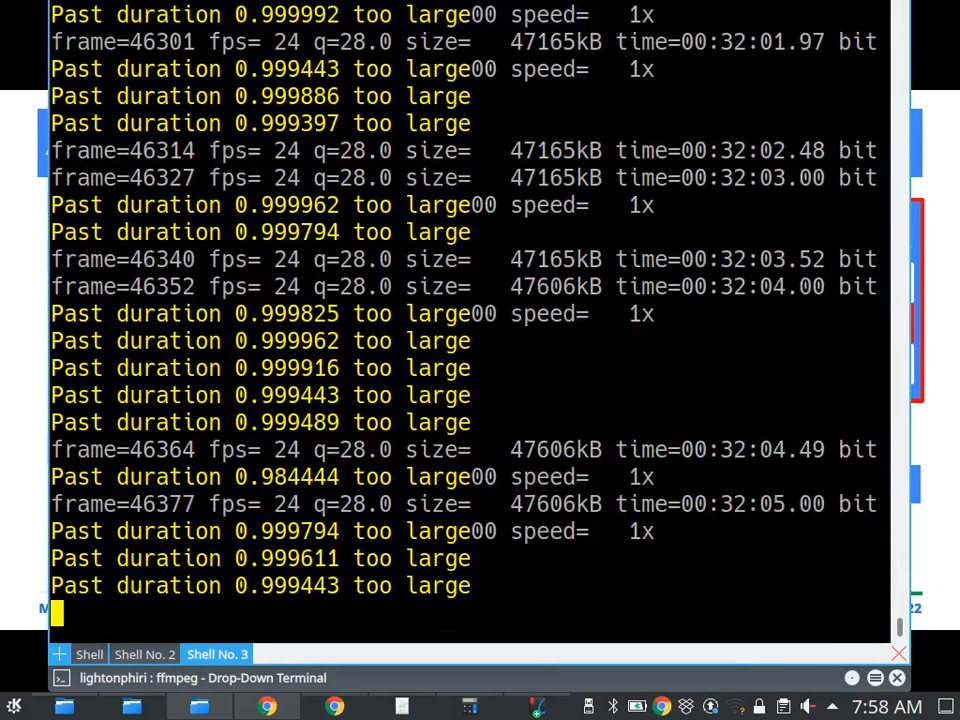 Past duration 0.999992 too large00 speed=   1x
frame=46301 fps= 24 q=28.0 size=   47165kB time=00:32:01.97 bit
Past duration 0.999443 too large00 speed=   1x
Past duration 0.999886 too large
Past duration 0.999397 too large
frame=46314 fps= 24 q=28.0 size=   47165kB time=00:32:02.48 bit
frame=46327 fps= 24 q=28.0 size=   47165kB time=00:32:03.00 bit
Past duration 0.999962 too large00 speed=   1x
Past duration 0.999794 too large
frame=46340 fps= 24 q=28.0 size=   47165kB time=00:32:03.52 bit
frame=46352 fps= 24 q=28.0 size=   47606kB time=00:32:04.00 bit
Past duration 0.999825 too large00 speed=   1x
Past duration 0.999962 too large
Past duration 0.999916 too large
Past duration 0.999443 too large
Past duration 0.999489 too large
frame=46364 fps= 24 q=28.0 size=   47606kB time=00:32:04.49 bit
Past duration 0.984444 too large00 speed=   1x
frame=46377 fps= 24 q=28.0 size=   47606kB time=00:32:05.00 bit
Past duration 0.999794 too large00 speed=   1x
Past duration 0.999611 too large
Past duration 0.999443 too large
M 22
Shell Shell No. 2 Shell No. 3
lightonphiri : ffmpeg - Drop-Down Terminal
7:58 AM